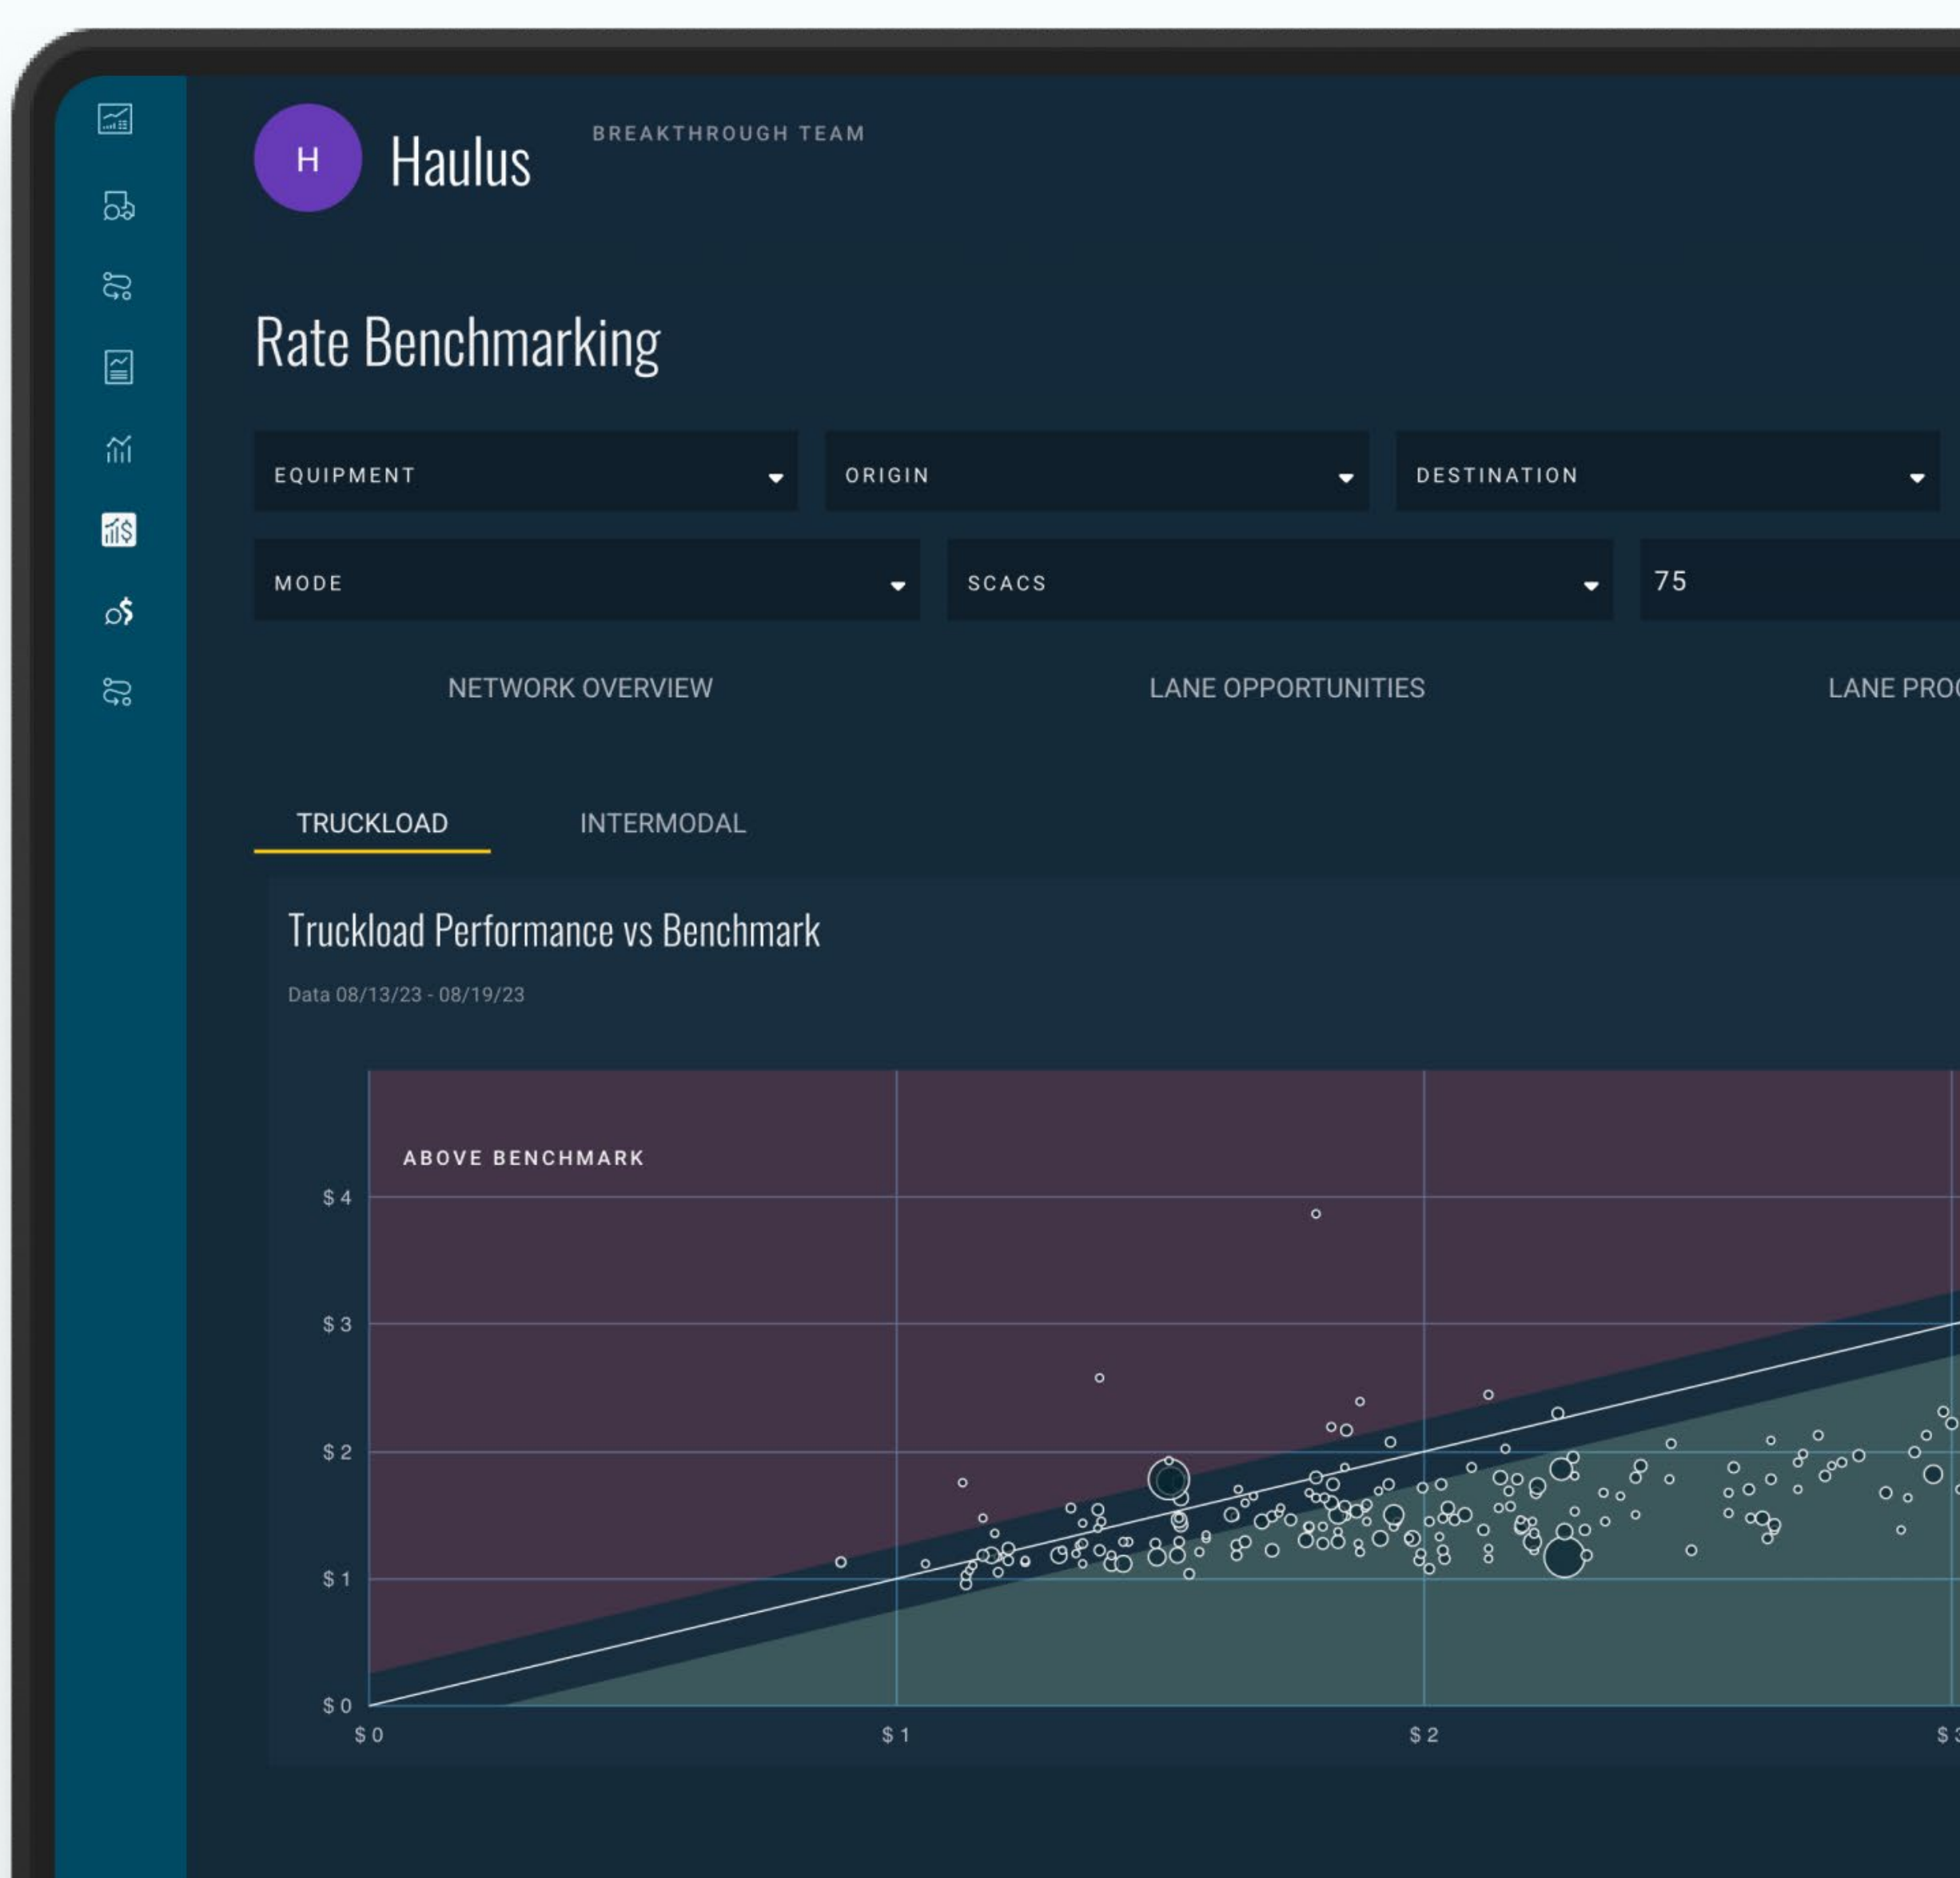 BREAKTHROUGH TEAM
H Haulus
Rate Benchmarking
EQUIPMENT ORIGIN DESTINATION
MODE SCACS 75
NETWORK OVERVIEW LANE OPPORTUNITIES LANE
TRUCKLOAD INTERMODAL
Truckload Performance vs Benchmark
Data 08/13/23 - 08/19/23
ABOVE BENCHMARK
$ 4
$ 3
$ 2
$ 1
$ 0
$ 0 $ 1 $ 2 $ 3